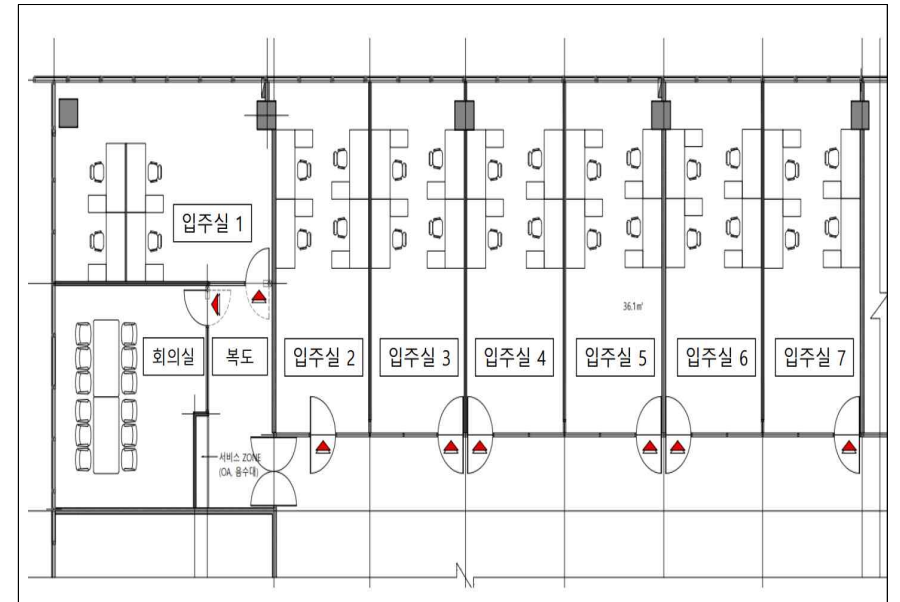 입주실 1
36.1㎡
회의실
복도
입주실 2
입주실 3
입주실 4
입주실 5
입주실 6
입주실 7
서비스 ZONE
(OA, 용수대)